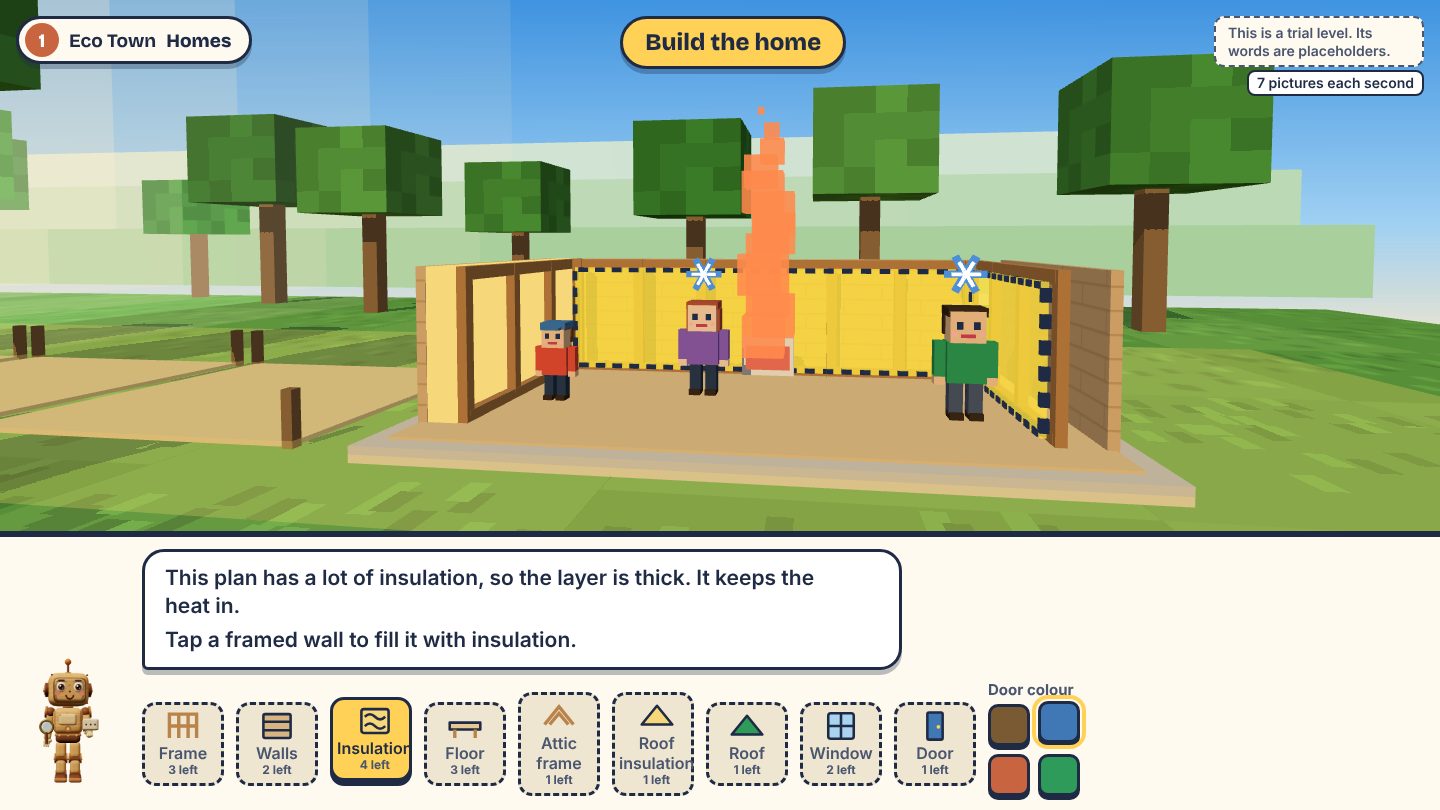 1 Eco Town Homes
Build the home
This is a trial level. Its
words are placeholders.
7 pictures each second
This plan has a lot of insulation, so the layer is thick. It keeps the
heat in.
Tap a framed wall to fill it with insulation.
Door colour
Frame
3 left
Walls
2 left
Insulation
4 left
Floor
3 left
Attic
frame
1 left
Roof
insulation
1 left
Roof
1 left
Window
2 left
Door
1 left